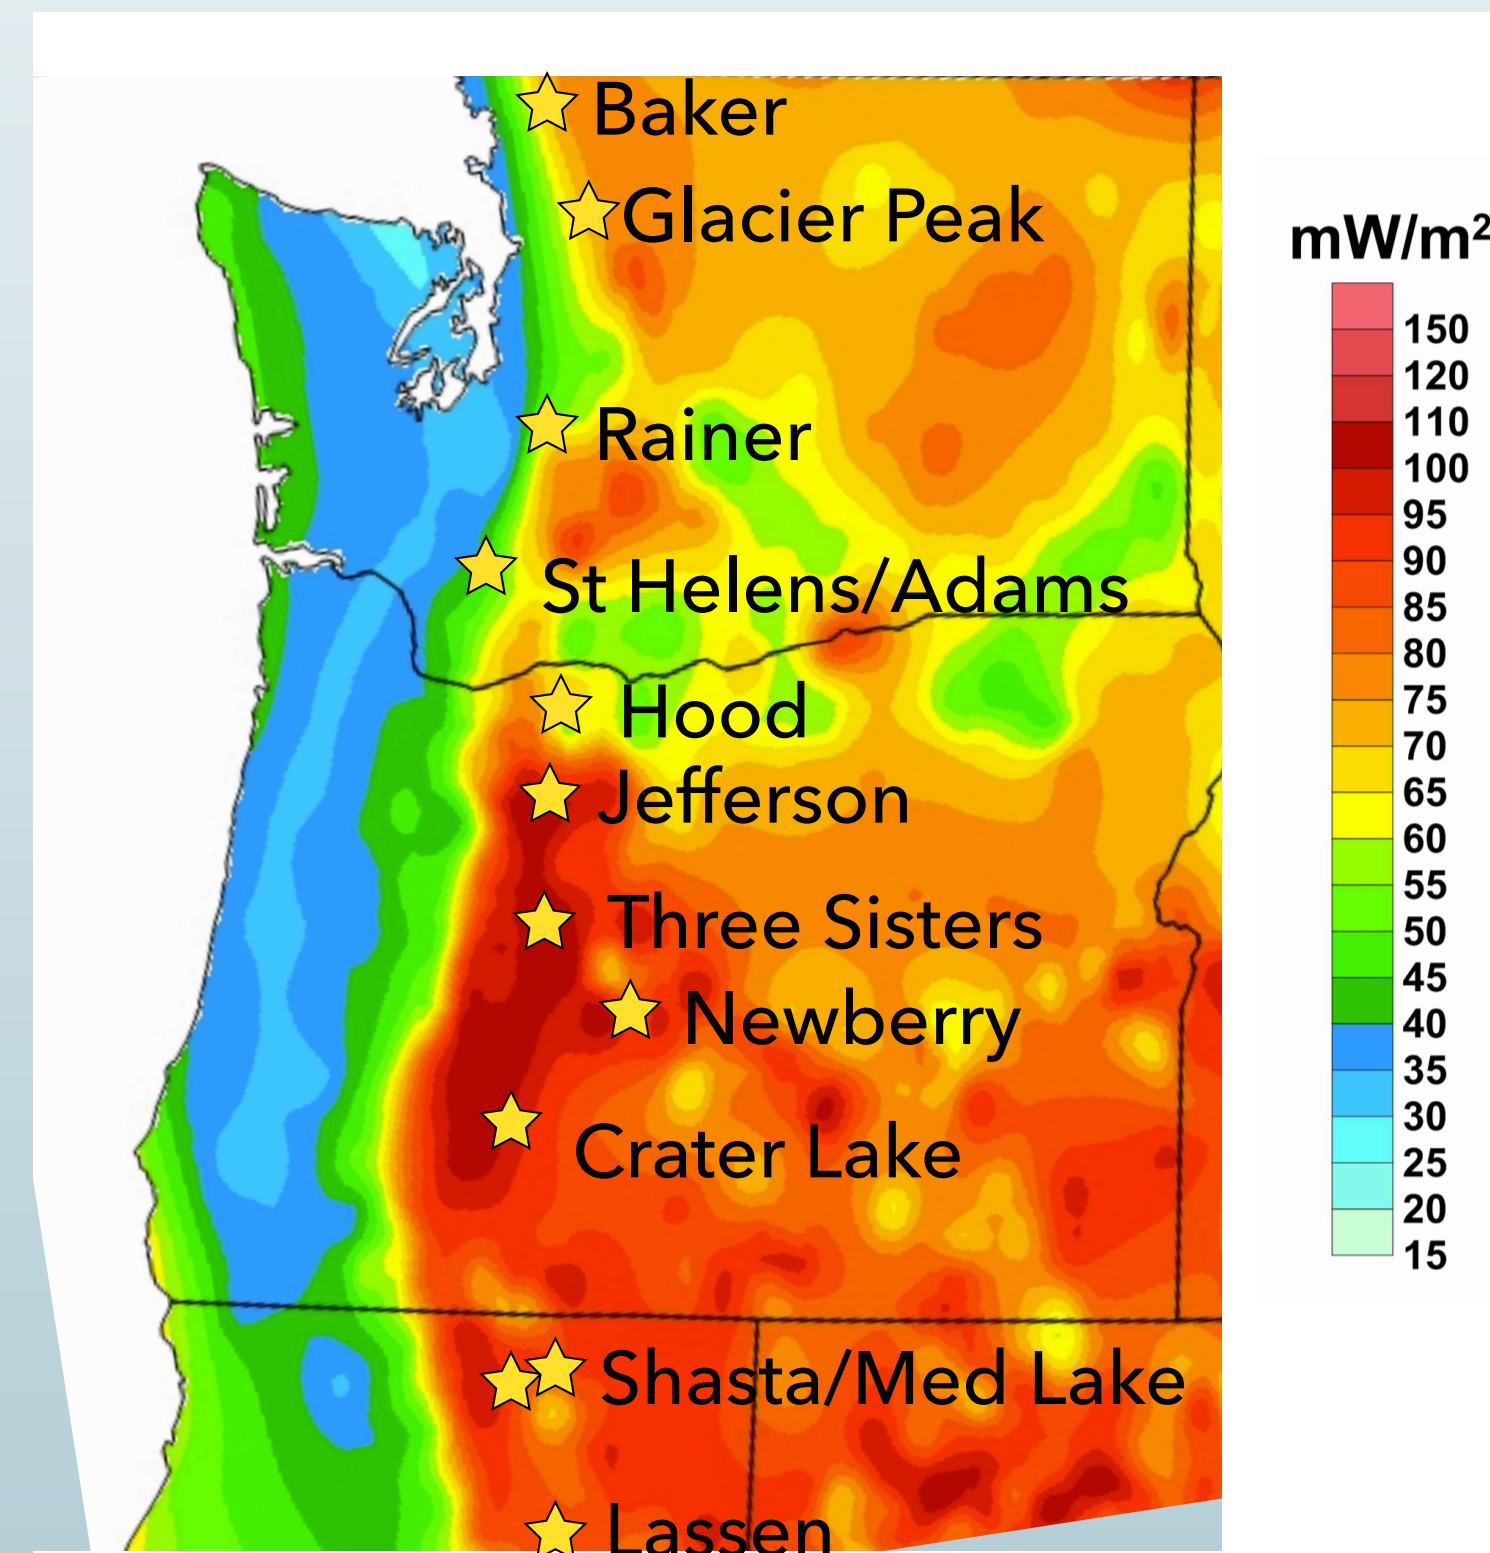 Baker
Glacier Peak
Rainer
St Helens/Adams
Hood
Jefferson
Three Sisters
Newberry
Crater Lake
Shasta/Med Lake
Lassen
mW/m²
150
120
110
100
95
90
85
80
75
70
65
60
55
50
45
40
35
30
25
20
15